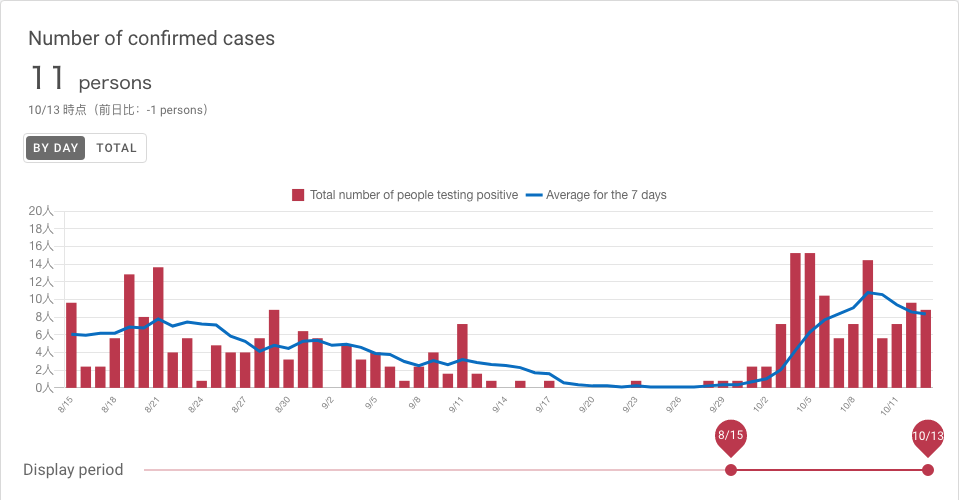 Number of confirmed cases
11 persons
10/13 時点（前日比：-1 persons）
BY DAY TOTAL
Total number of people testing positive Average for the 7 days
20人
18人
16人
14人
12人
10人
8人
6人
4人
2人
0人
8/15 8/18 8/21 8/24 8/27 8/30 9/2 9/5 9/8 9/11 9/14 9/17 9/20 9/23 9/26 9/29 10/2 10/5 10/8 10/11
8/15 10/13
Display period